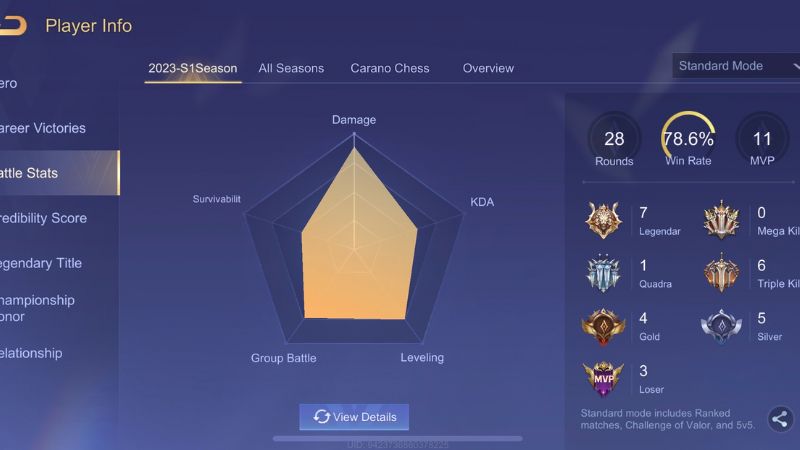 Player Info
2023-S1Season
All Seasons
Carano Chess
Overview
Standard Mode
ero
areer Victories
attle Stats
redibility Score
egendary Title
hampionship
onor
elationship
Damage
Survivabilit
KDA
Group Battle
Leveling
View Details
28
Rounds
78.6%
Win Rate
11
MVP
7
Legendar
0
Mega Kil
1
Quadra
6
Triple Kil
4
Gold
5
Silver
MVP
3
Loser
Standard mode includes Ranked
matches, Challenge of Valor, and 5v5.